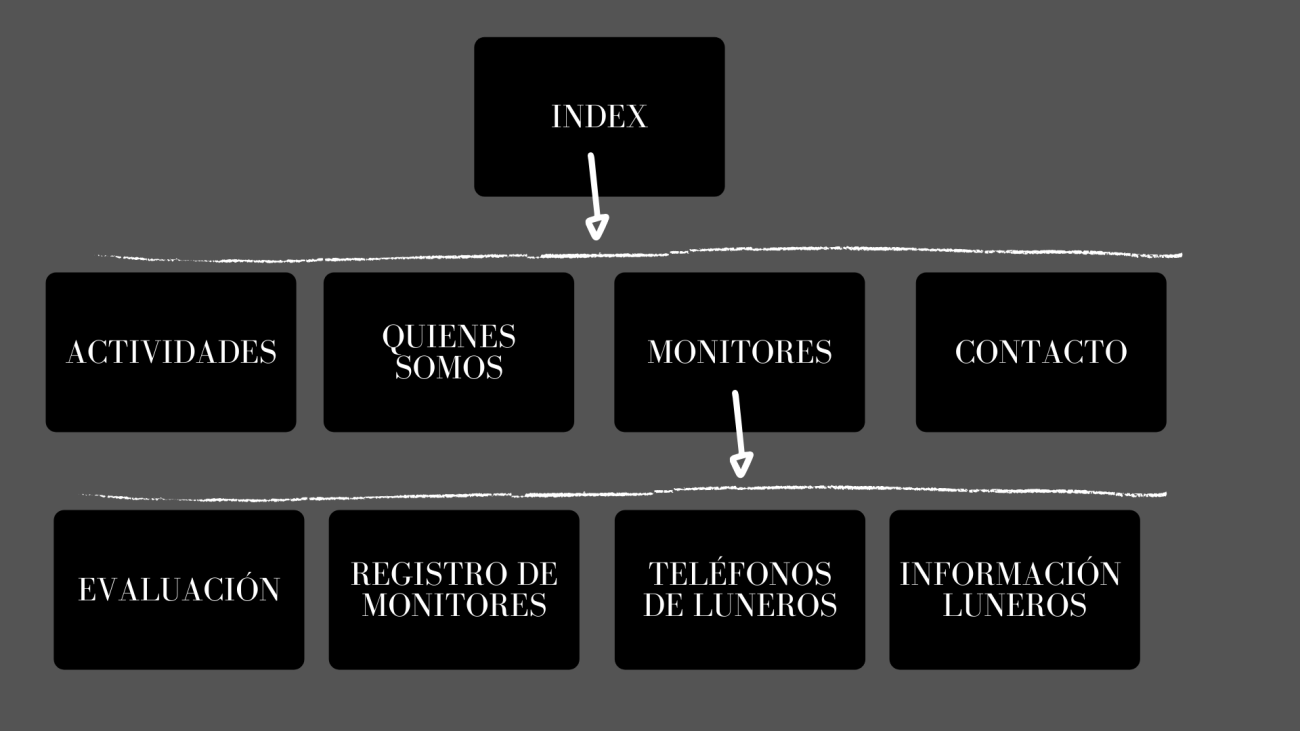 INDEX
ACTIVIDADES
QUIENES
SOMOS
MONITORES
CONTACTO
EVALUACIÓN
REGISTRO DE
MONITORES
TELÉFONOS
DE LUNEROS
INFORMACIÓN
LUNEROS